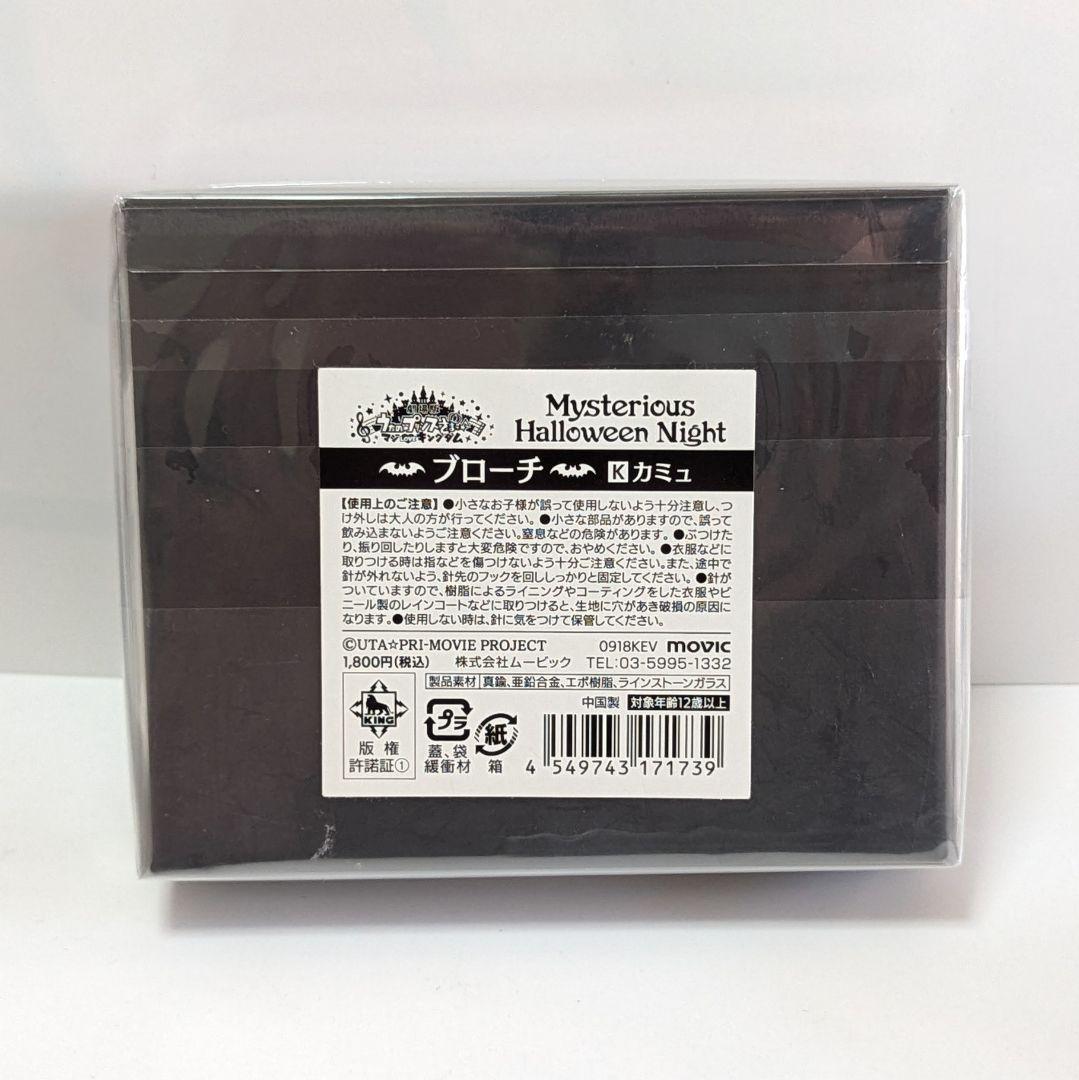 劇場版
マジLOVEキングダム
Mysterious
Halloween Night
ブローチ K カミュ
【使用上のご注意】●小さなお子様が誤って使用しないよう十分注意し、つ
け外しは大人の方が行ってください。●小さな部品がありますので、誤って
飲み込まないようご注意ください。窒息などの危険があります。●ぶつけ
たり、振り回したりしますと大変危険ですので、おやめください。●衣服などに
取りつける時は指などを傷つけないよう十分ご注意ください。また、途中で
針が外れないよう、針先のフックを回ししっかりと固定してください。●針が
ついていますので、樹脂によるライニングやコーティングをした衣服やビ
ニール製のレインコートなどに取りつけると、生地に穴があき破損の原因に
なります。●使用しない時は、針に気をつけて保管してください。
©UTA☆PRI-MOVIE PROJECT 0918KEV movic
1,800円(税込) 株式会社ムービック TEL:03-5995-1332
製品素材 真鍮、亜鉛合金、エポ樹脂、ラインストーンガラス
中国製 対象年齢12歳以上
KING
版権
許諾証①
プラ
蓋、袋
緩衝材
紙
箱
4 549743 171739